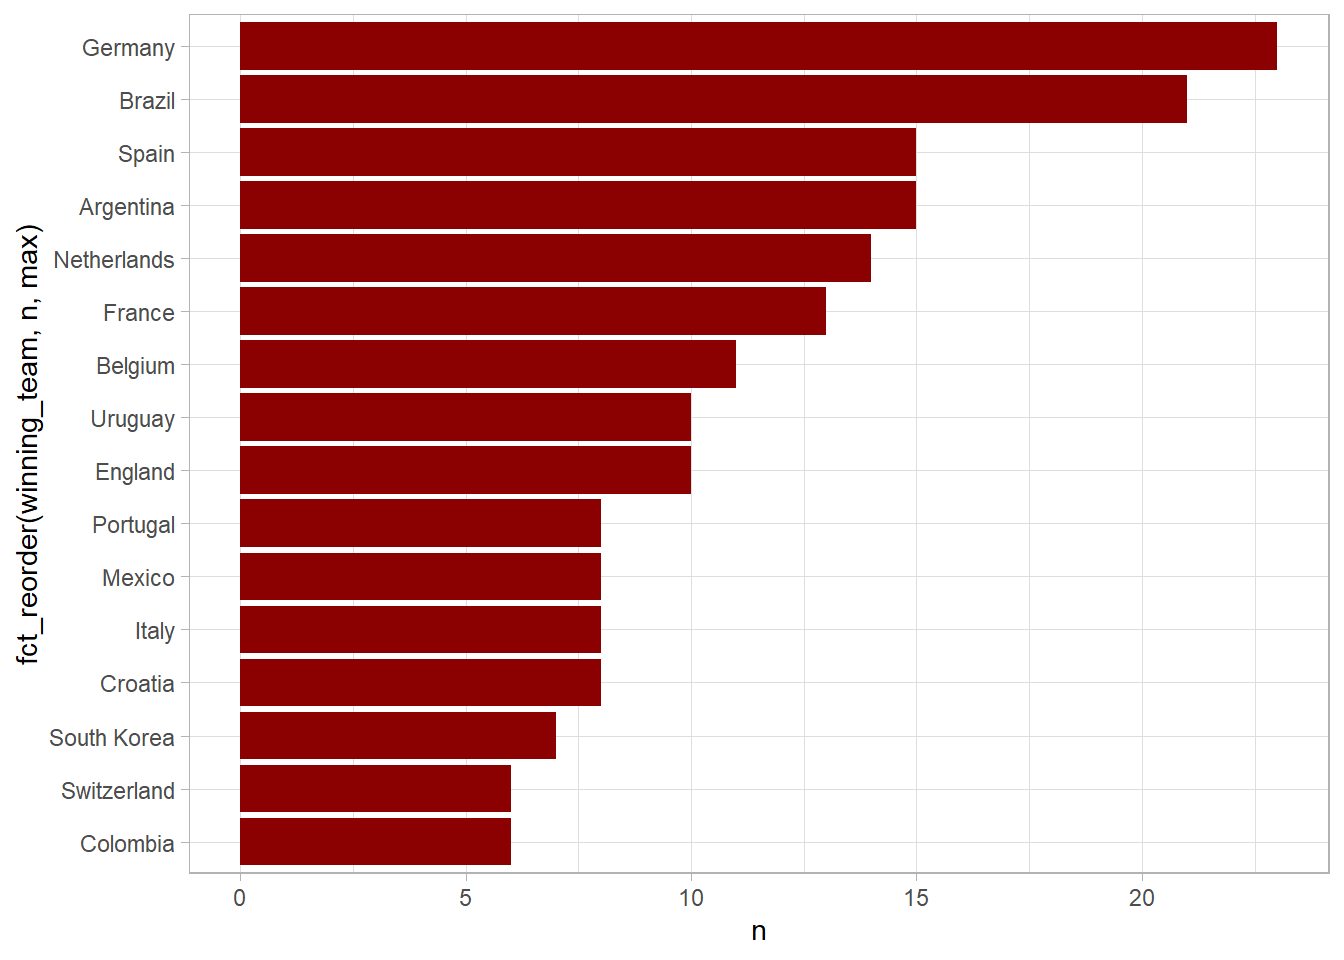 fct_reorder(winning_team, n, max)
Germany
Brazil
Spain
Argentina
Netherlands
France
Belgium
Uruguay
England
Portugal
Mexico
Italy
Croatia
South Korea
Switzerland
Colombia
0 5 10 15 20
n